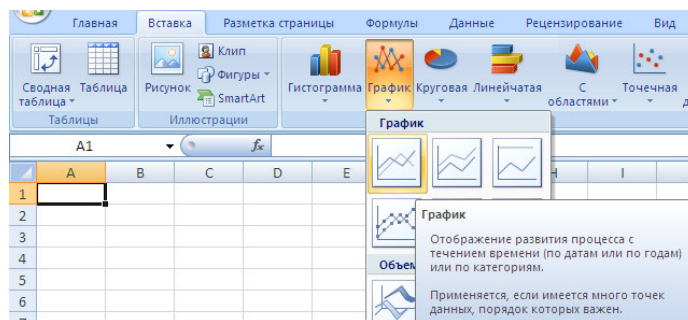 Главная Вставка Разметка страницы Формулы Данные Рецензирование Вид
Сводная таблица Таблица Рисунок Клип Фигуры SmartArt Гистограмма График Круговая Линейчатая С областями Точечная
Таблицы Иллюстрации
График
A1 fx
A B C D E H I
1
2
3
4
5
6
7
График
Отображение развития процесса с
течением времени (по датам или по годам)
или по категориям.
Применяется, если имеется много точек
данных, порядок которых важен.